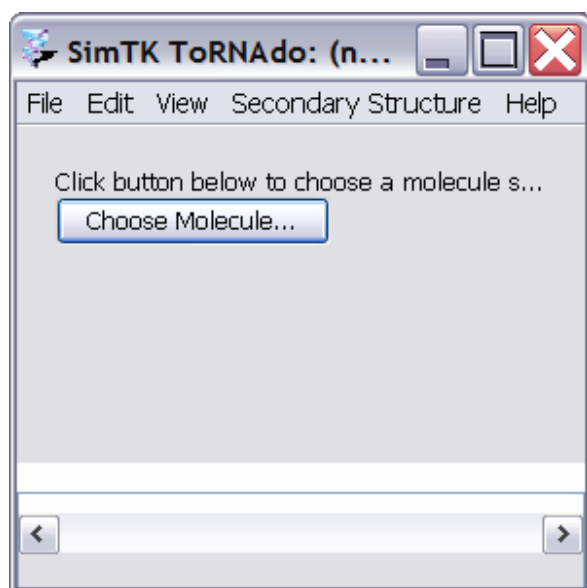 SimTK ToRNAdo: (n...
File Edit View Secondary Structure Help
Click button below to choose a molecule s...
Choose Molecule...